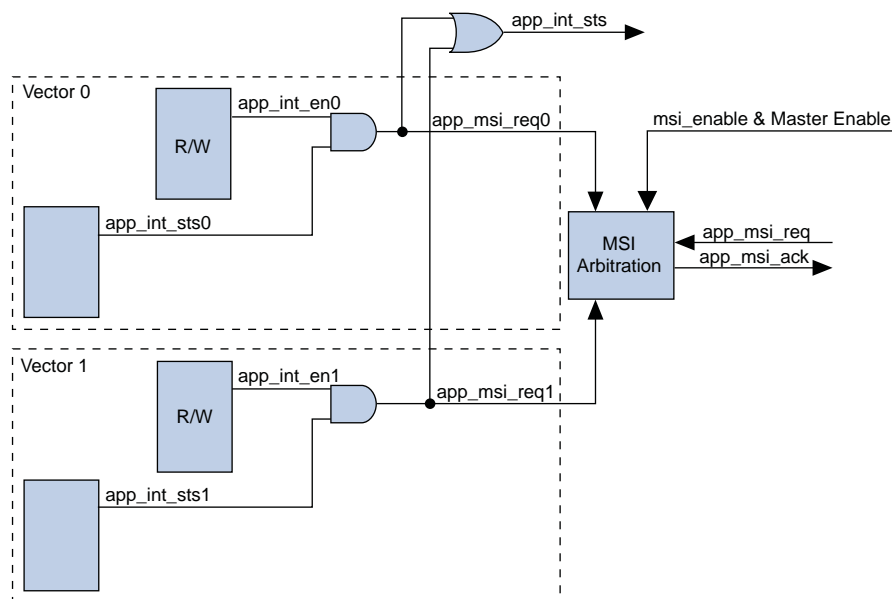 app_int_sts
Vector 0
app_int_en0
R/W
app_msi_req0
msi_enable & Master Enable
app_int_sts0
MSI
Arbitration
app_msi_req
app_msi_ack
Vector 1
app_int_en1
R/W
app_msi_req1
app_int_sts1